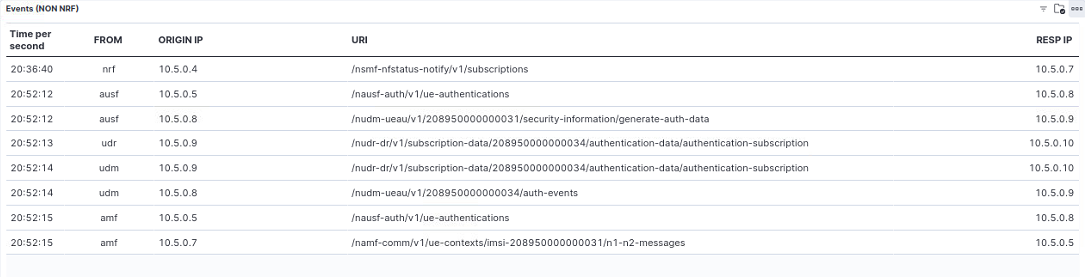 Events (NON NRF)
Time per second FROM ORIGIN IP URI RESP IP
20:36:40 nrf 10.5.0.4 /nsmf-nfstatus-notify/v1/subscriptions 10.5.0.7
20:52:12 ausf 10.5.0.5 /nausf-auth/v1/ue-authentications 10.5.0.8
20:52:12 ausf 10.5.0.8 /nudm-ueau/v1/208950000000031/security-information/generate-auth-data 10.5.0.9
20:52:13 udr 10.5.0.9 /nudr-dr/v1/subscription-data/208950000000034/authentication-data/authentication-subscription 10.5.0.10
20:52:14 udm 10.5.0.9 /nudr-dr/v1/subscription-data/208950000000034/authentication-data/authentication-subscription 10.5.0.10
20:52:14 udm 10.5.0.8 /nudm-ueau/v1/208950000000034/auth-events 10.5.0.9
20:52:15 amf 10.5.0.5 /nausf-auth/v1/ue-authentications 10.5.0.8
20:52:15 amf 10.5.0.7 /namf-comm/v1/ue-contexts/imsi-208950000000031/n1-n2-messages 10.5.0.5